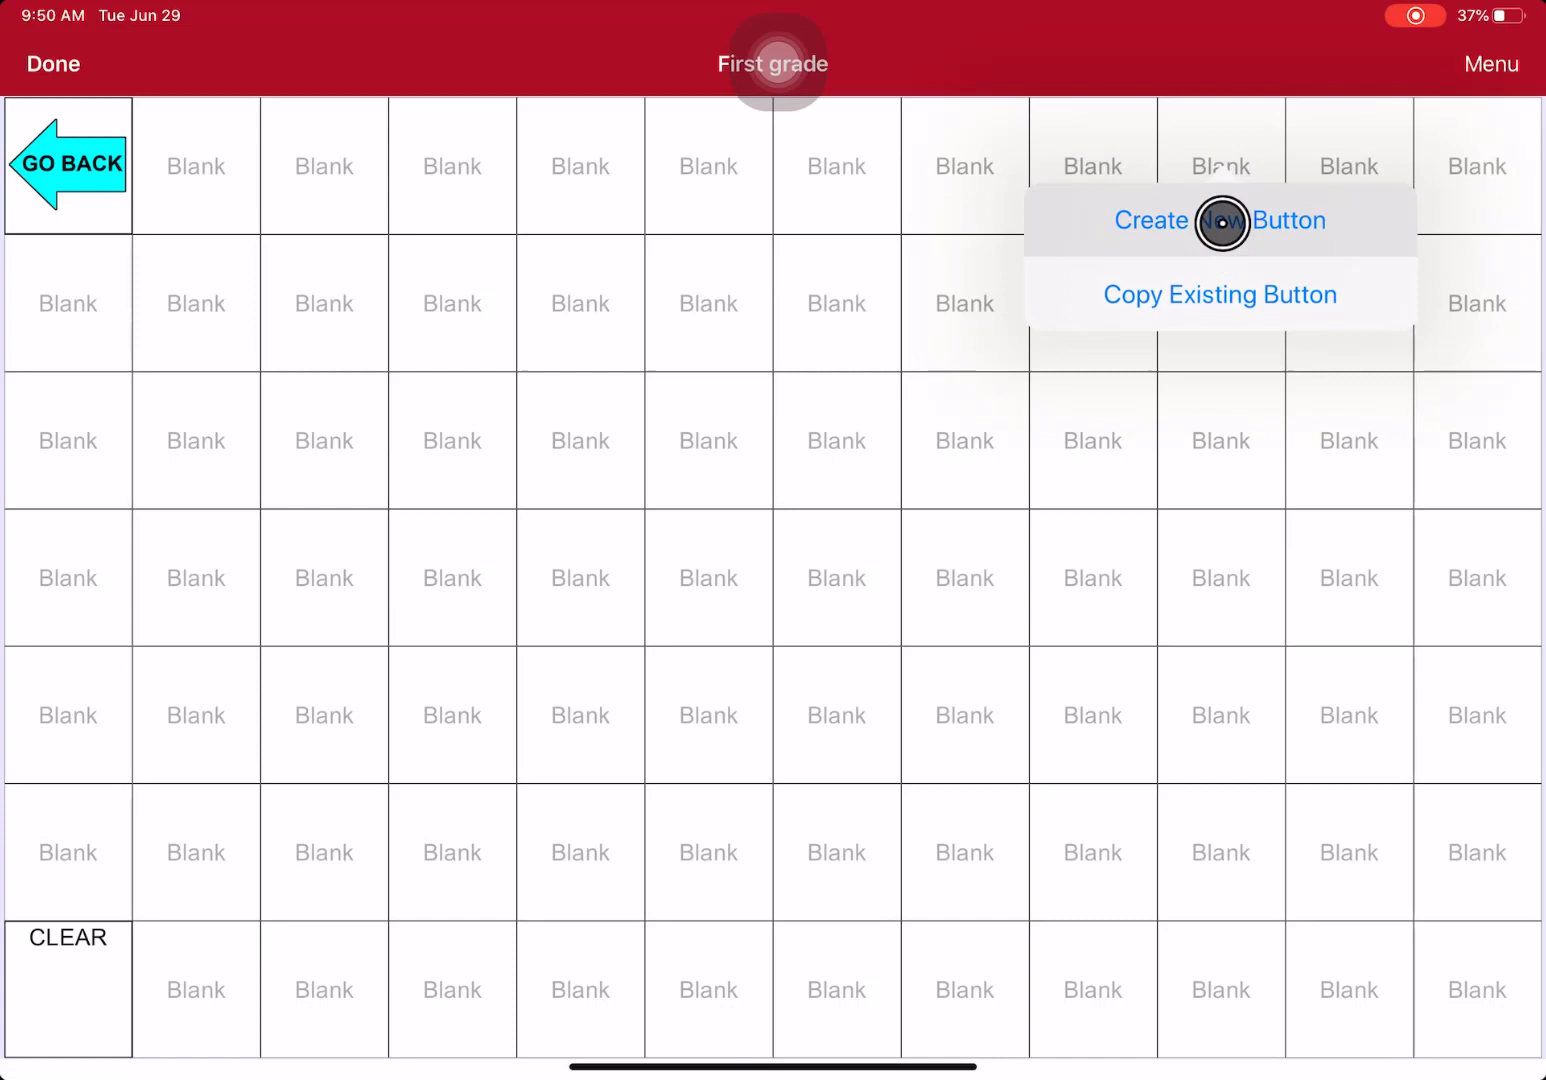 9:50 AM Tue Jun 29
37%
Done
First grade
Menu
GO BACK
Blank Blank Blank Blank Blank Blank Blank Blank Blank Blank Blank
Create New Button
Blank Blank Blank Blank Blank Blank Blank Blank Blank
Copy Existing Button
Blank Blank Blank Blank Blank Blank Blank Blank Blank Blank Blank Blank
Blank Blank Blank Blank Blank Blank Blank Blank Blank Blank Blank Blank
Blank Blank Blank Blank Blank Blank Blank Blank Blank Blank Blank Blank
Blank Blank Blank Blank Blank Blank Blank Blank Blank Blank Blank Blank
CLEAR
Blank Blank Blank Blank Blank Blank Blank Blank Blank Blank Blank